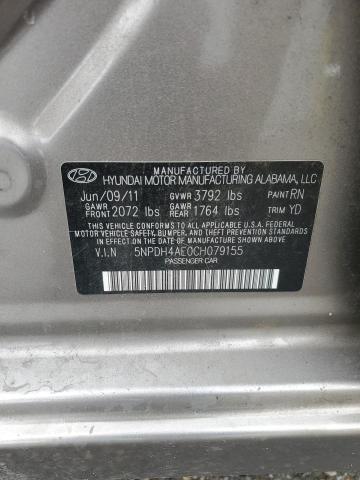 MANUFACTURED BY
HYUNDAI MOTOR MANUFACTURING ALABAMA, LLC
Jun/09/11 GVWR 3792 lbs PAINT RN
GAWR FRONT 2072 lbs GAWR REAR 1764 lbs TRIM YD
THIS VEHICLE CONFORMS TO ALL APPLICABLE U.S.A. FEDERAL
MOTOR VEHICLE SAFETY, BUMPER, AND THEFT PREVENTION
STANDARDS IN EFFECT ON THE DATE OF MANUFACTURE SHOWN ABOVE.
V.I.N 5NPDH4AE0CH079155
PASSENGER CAR